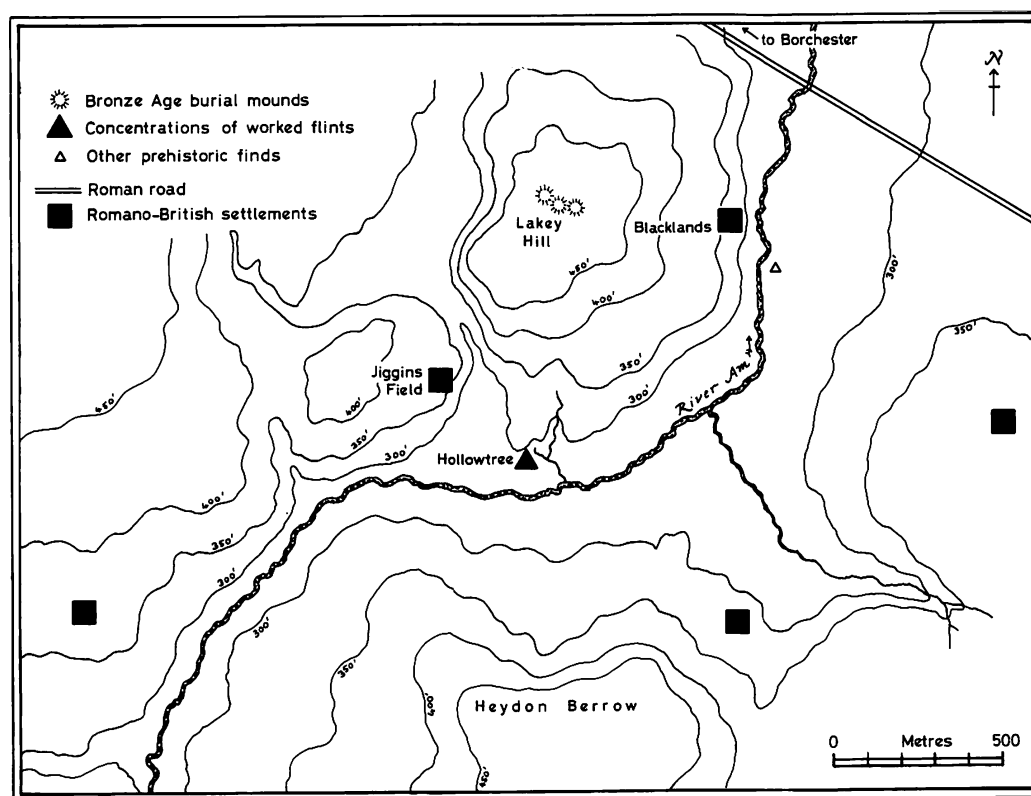 to Borchester
N
Bronze Age burial mounds
Concentrations of worked flints
Other prehistoric finds
Roman road
Romano-British settlements
Lakey
Hill
Blacklands
450'
400'
300'
350'
350'
300'
River Am
Jiggins
Field
400'
350'
300'
450'
Hollowtree
400'
350'
300'
300'
350'
400'
450'
Heydon Berrow
0 Metres 500